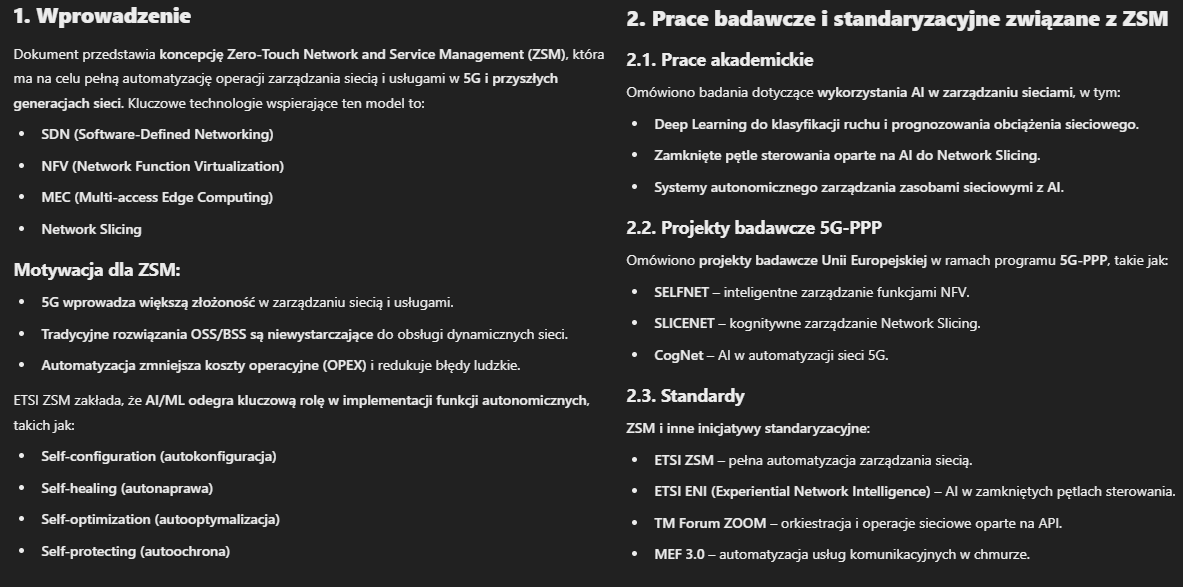 1. Wprowadzenie
Dokument przedstawia koncepcję Zero-Touch Network and Service Management (ZSM), która
ma na celu pełną automatyzację operacji zarządzania siecią i usługami w 5G i przyszłych
generacjach sieci. Kluczowe technologie wspierające ten model to:
• SDN (Software-Defined Networking)
• NFV (Network Function Virtualization)
• MEC (Multi-access Edge Computing)
• Network Slicing
Motywacja dla ZSM:
• 5G wprowadza większą złożoność w zarządzaniu siecią i usługami.
• Tradycyjne rozwiązania OSS/BSS są niewystarczające do obsługi dynamicznych sieci.
• Automatyzacja zmniejsza koszty operacyjne (OPEX) i redukuje błędy ludzkie.
ETSI ZSM zakłada, że AI/ML odegra kluczową rolę w implementacji funkcji autonomicznych,
takich jak:
• Self-configuration (autokonfiguracja)
• Self-healing (autonaprawa)
• Self-optimization (autooptymalizacja)
• Self-protecting (autoochrona)
2. Prace badawcze i standaryzacyjne związane z ZSM
2.1. Prace akademickie
Omówiono badania dotyczące wykorzystania AI w zarządzaniu sieciami, w tym:
• Deep Learning do klasyfikacji ruchu i prognozowania obciążenia sieciowego.
• Zamknięte pętle sterowania oparte na AI do Network Slicing.
• Systemy autonomicznego zarządzania zasobami sieciowymi z AI.
2.2. Projekty badawcze 5G-PPP
Omówiono projekty badawcze Unii Europejskiej w ramach programu 5G-PPP, takie jak:
• SELFNET – inteligentne zarządzanie funkcjami NFV.
• SLICENET – kognitywne zarządzanie Network Slicing.
• CogNet – AI w automatyzacji sieci 5G.
2.3. Standardy
ZSM i inne inicjatywy standaryzacyjne:
• ETSI ZSM – pełna automatyzacja zarządzania siecią.
• ETSI ENI (Experiential Network Intelligence) – AI w zamkniętych pętlach sterowania.
• TM Forum ZOOM – orkiestracja i operacje sieciowe oparte na API.
• MEF 3.0 – automatyzacja usług komunikacyjnych w chmurze.